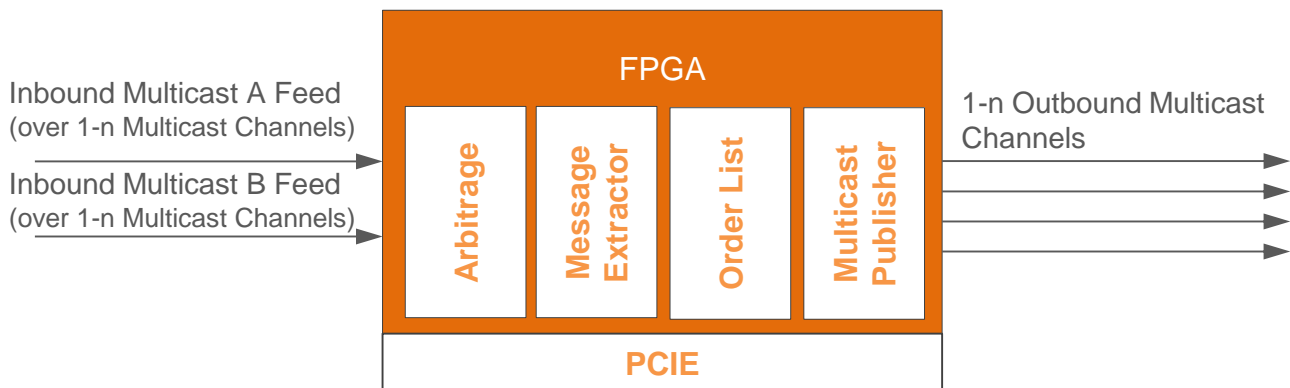 FPGA
Inbound Multicast A Feed
(over 1-n Multicast Channels)
Inbound Multicast B Feed
(over 1-n Multicast Channels)
Arbitrage
Message
Extractor
Order List
Multicast
Publisher
1-n Outbound Multicast
Channels
PCIE